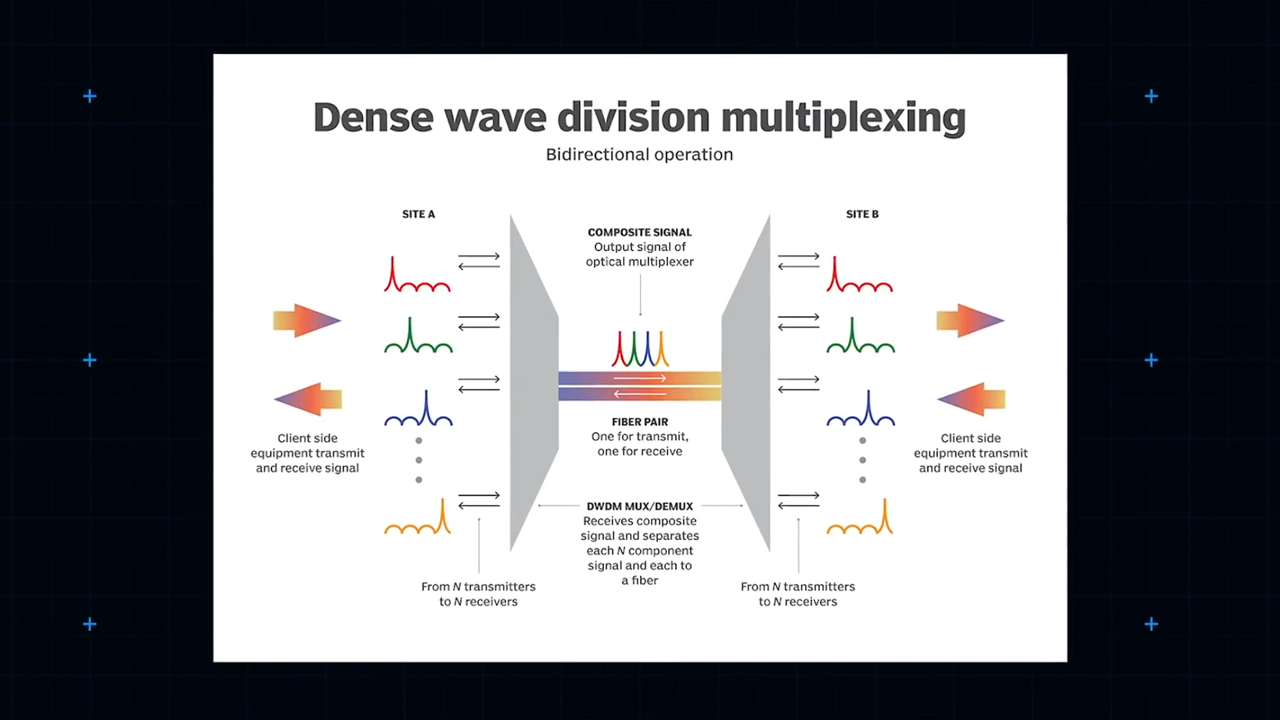 Dense wave division multiplexing
Bidirectional operation
SITE A
COMPOSITE SIGNAL
Output signal of
optical multiplexer
SITE B
Client side
equipment transmit
and receive signal
FIBER PAIR
One for transmit,
one for receive
Client side
equipment transmit
and receive signal
DWDM MUX/DEMUX
Receives composite
signal and separates
each N component
signal and each to
a fiber
From N transmitters
to N receivers
From N transmitters
to N receivers